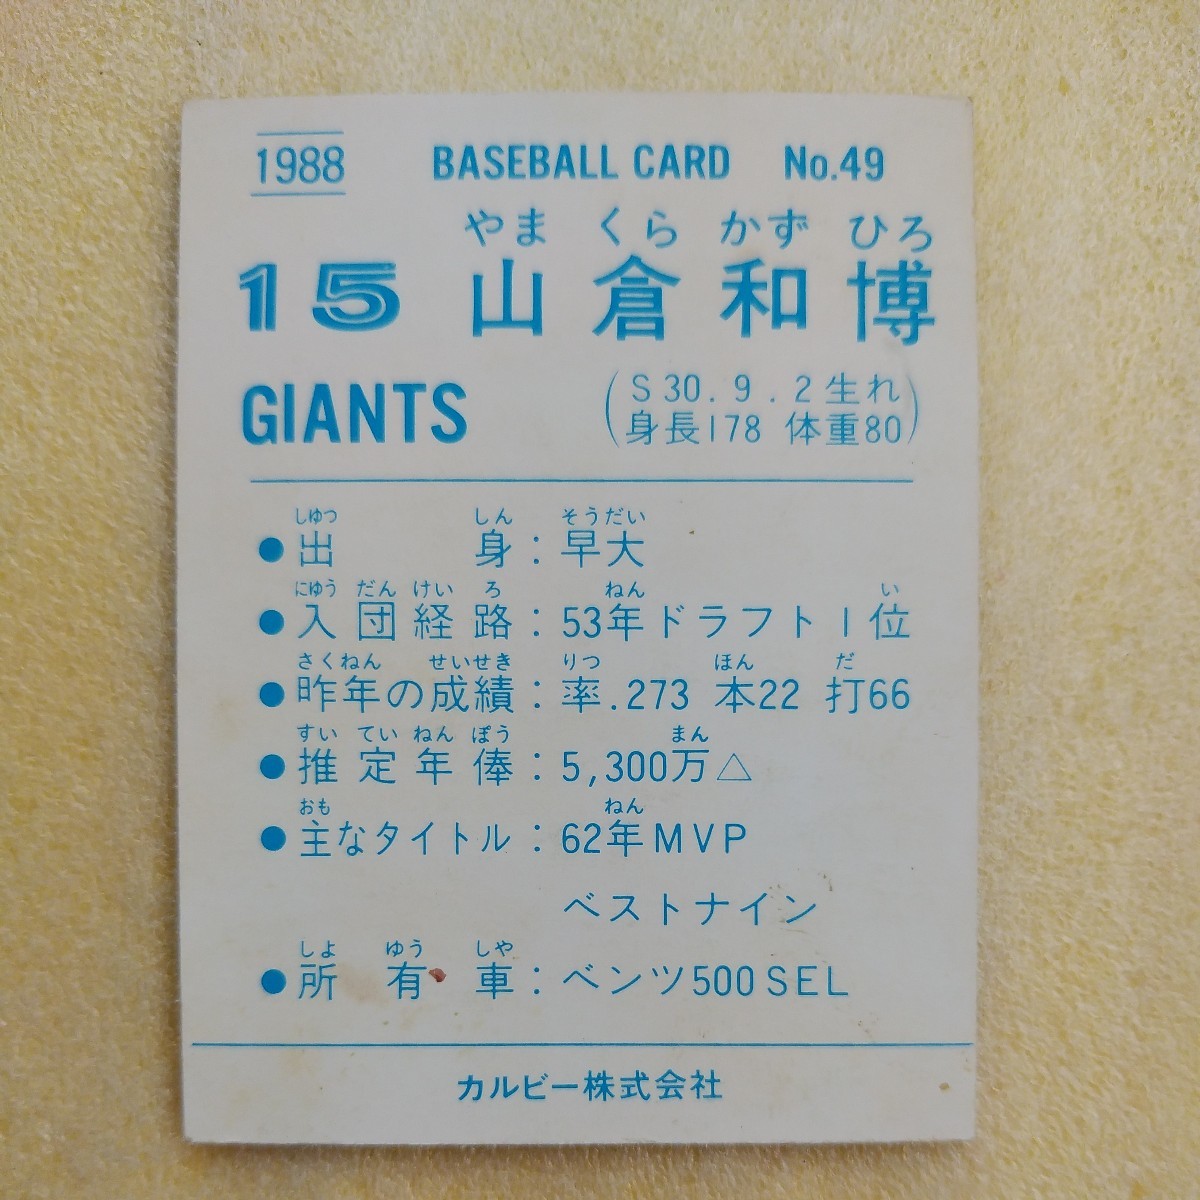 1988 BASEBALL CARD No.49
やま くら かず ひろ
15 山倉和博
GIANTS
(S30.9.2生れ
身長178 体重80)
しゆつ しん そうだい
●出身:早大
にゆう だん けい ろ ねん い
●入団経路:53年ドラフト1位
さくねん せいせき りつ ほん だ
●昨年の成績:率.273 本22 打66
すい てい ねん ぽう まん
●推定年俸:5,300万△
おも ねん
●主なタイトル:62年MVP
ベストナイン
しよ ゆう しや
●所有車:ベンツ500SEL
カルビー株式会社